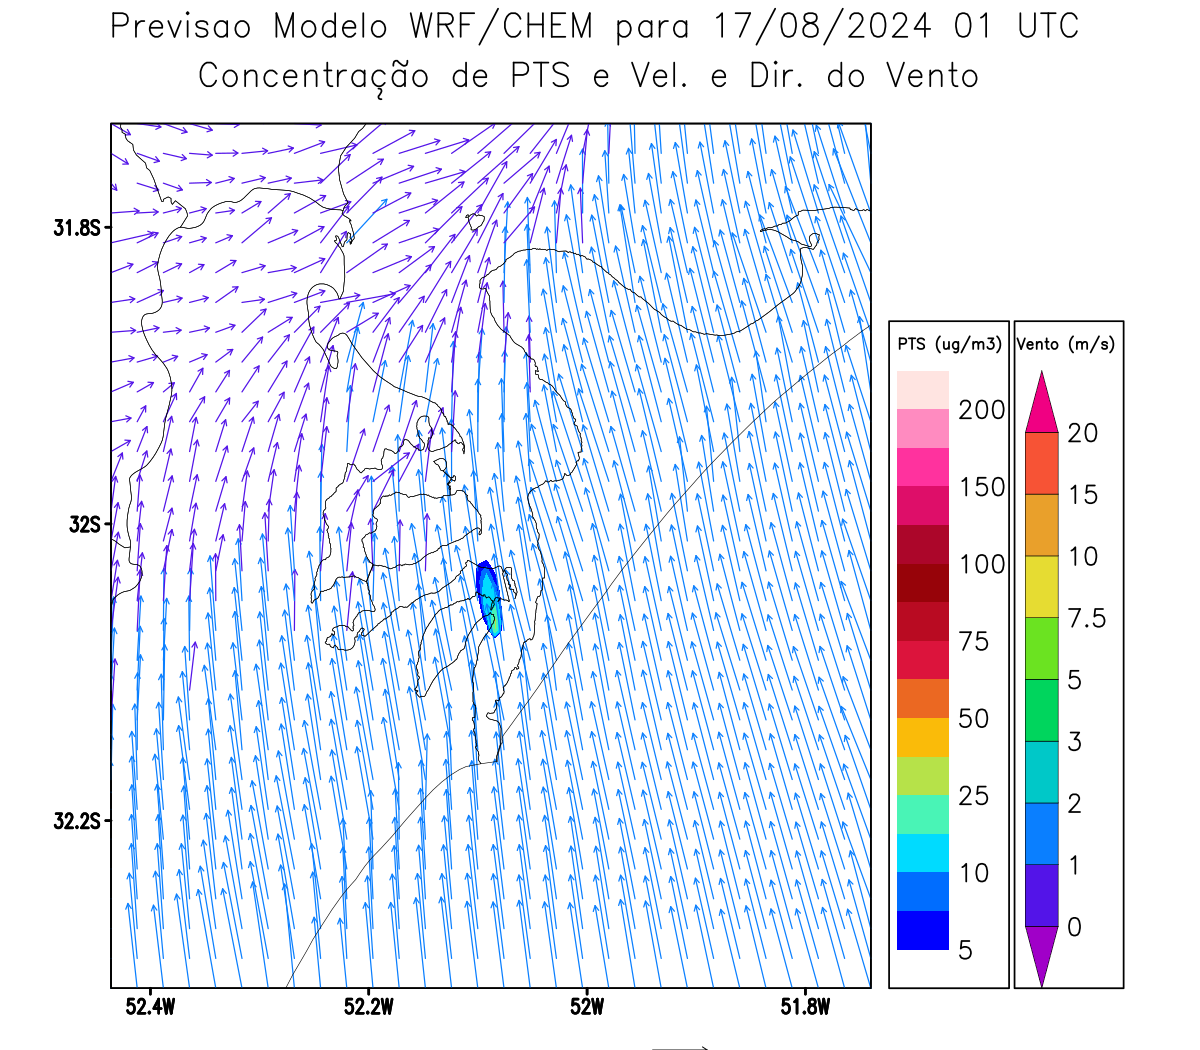 Previsao Modelo WRF/CHEM para 17/08/2024 01 UTC
Concentração de PTS e Vel. e Dir. do Vento
31.8S
32S
32.2S
52.4W 52.2W 52W 51.8W
PTS (ug/m3)
200
150
100
75
50
25
10
5
Vento (m/s)
20
15
10
7.5
5
3
2
1
0